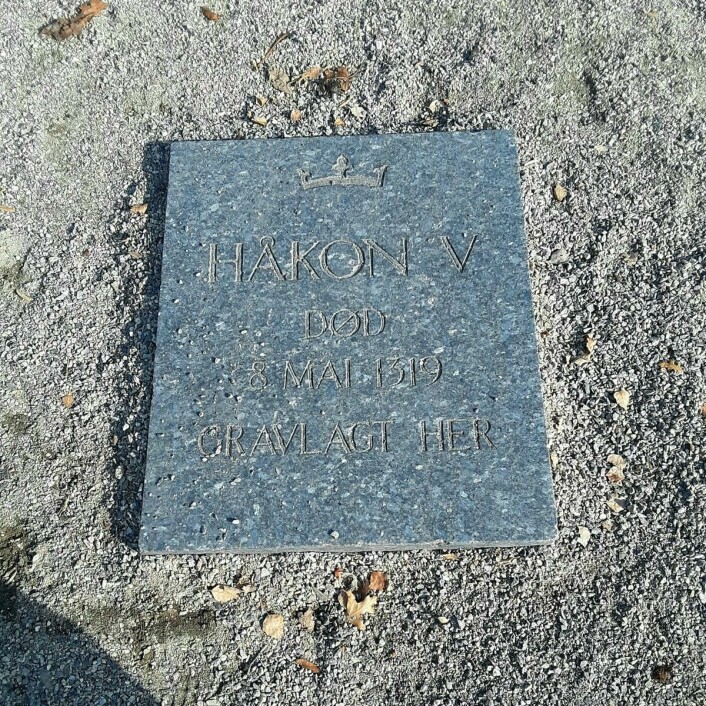 HÅKON V
DØD
8 MAI 1319
GRAVLAGT HER